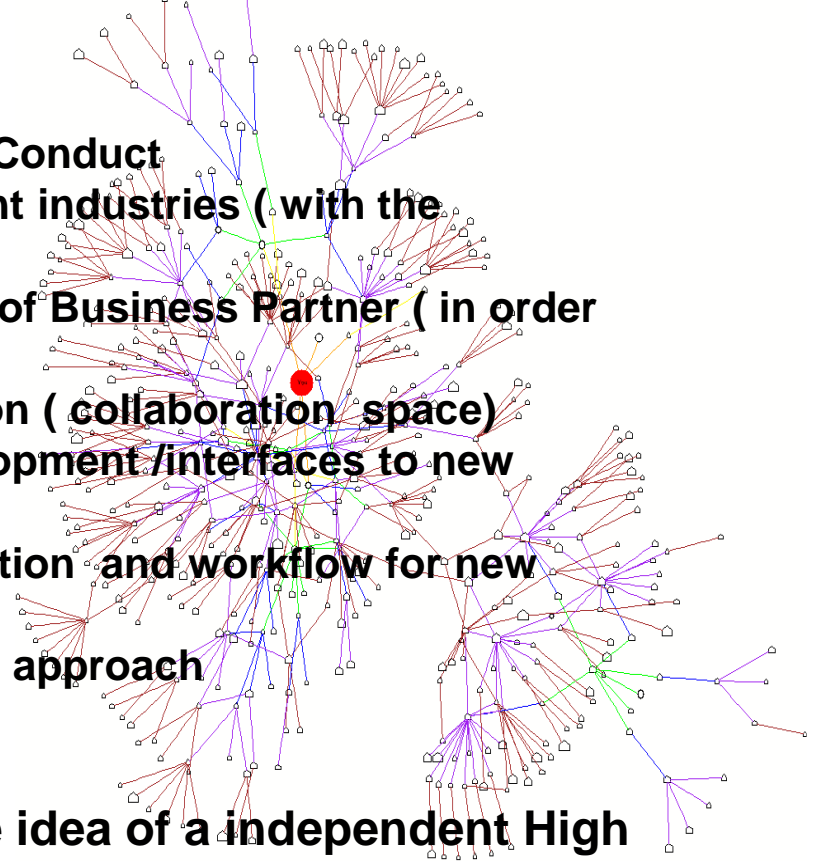 Conduct
nt industries ( with the
of Business Partner ( in order
on ( collaboration space)
opment /interfaces to new
tion and workflow for new
approach
e idea of a independent High